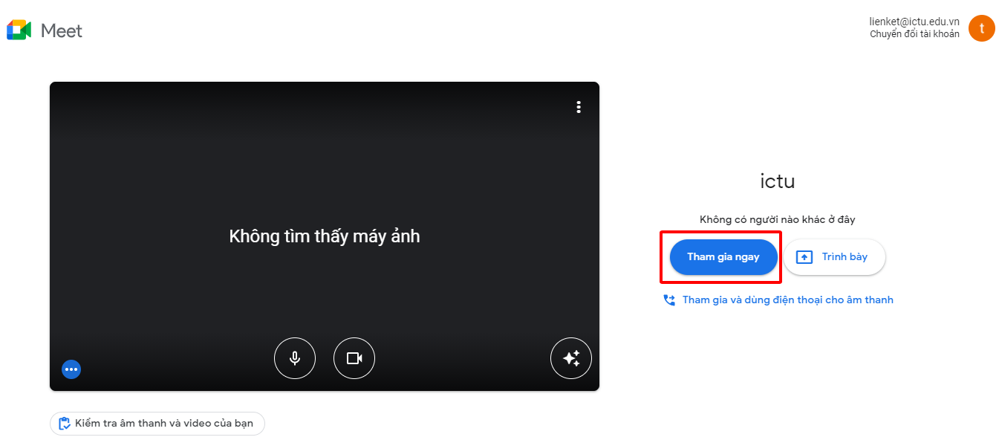 Meet
lienket@ictu.edu.vn
Chuyển đổi tài khoản
t
Không tìm thấy máy ảnh
ictu
Không có người nào khác ở đây
Tham gia ngay
Trình bày
Tham gia và dùng điện thoại cho âm thanh
Kiểm tra âm thanh và video của bạn